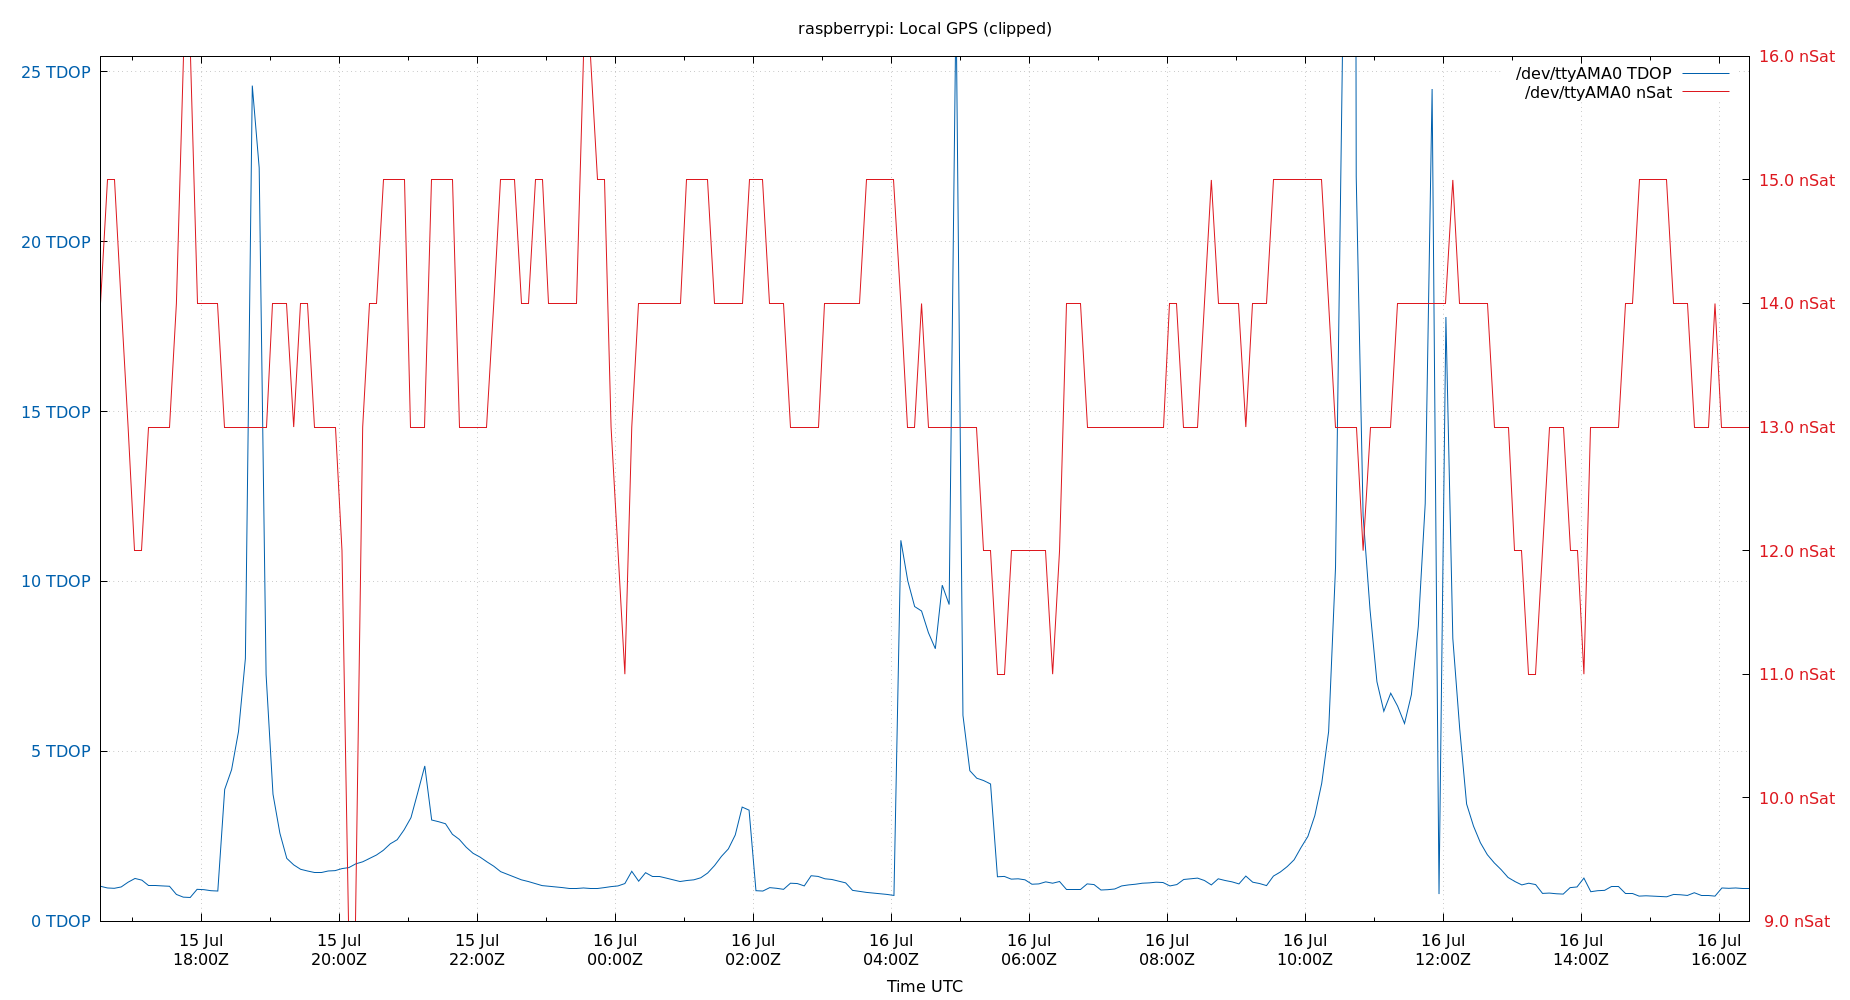 raspberrypi: Local GPS (clipped)
25 TDOP
20 TDOP
15 TDOP
10 TDOP
5 TDOP
0 TDOP
16.0 nSat
15.0 nSat
14.0 nSat
13.0 nSat
12.0 nSat
11.0 nSat
10.0 nSat
9.0 nSat
/dev/ttyAMA0 TDOP
/dev/ttyAMA0 nSat
15 Jul 15 Jul 15 Jul 16 Jul 16 Jul 16 Jul 16 Jul 16 Jul 16 Jul 16 Jul 16 Jul 16 Jul
18:00Z 20:00Z 22:00Z 00:00Z 02:00Z 04:00Z 06:00Z 08:00Z 10:00Z 12:00Z 14:00Z 16:00Z
Time UTC